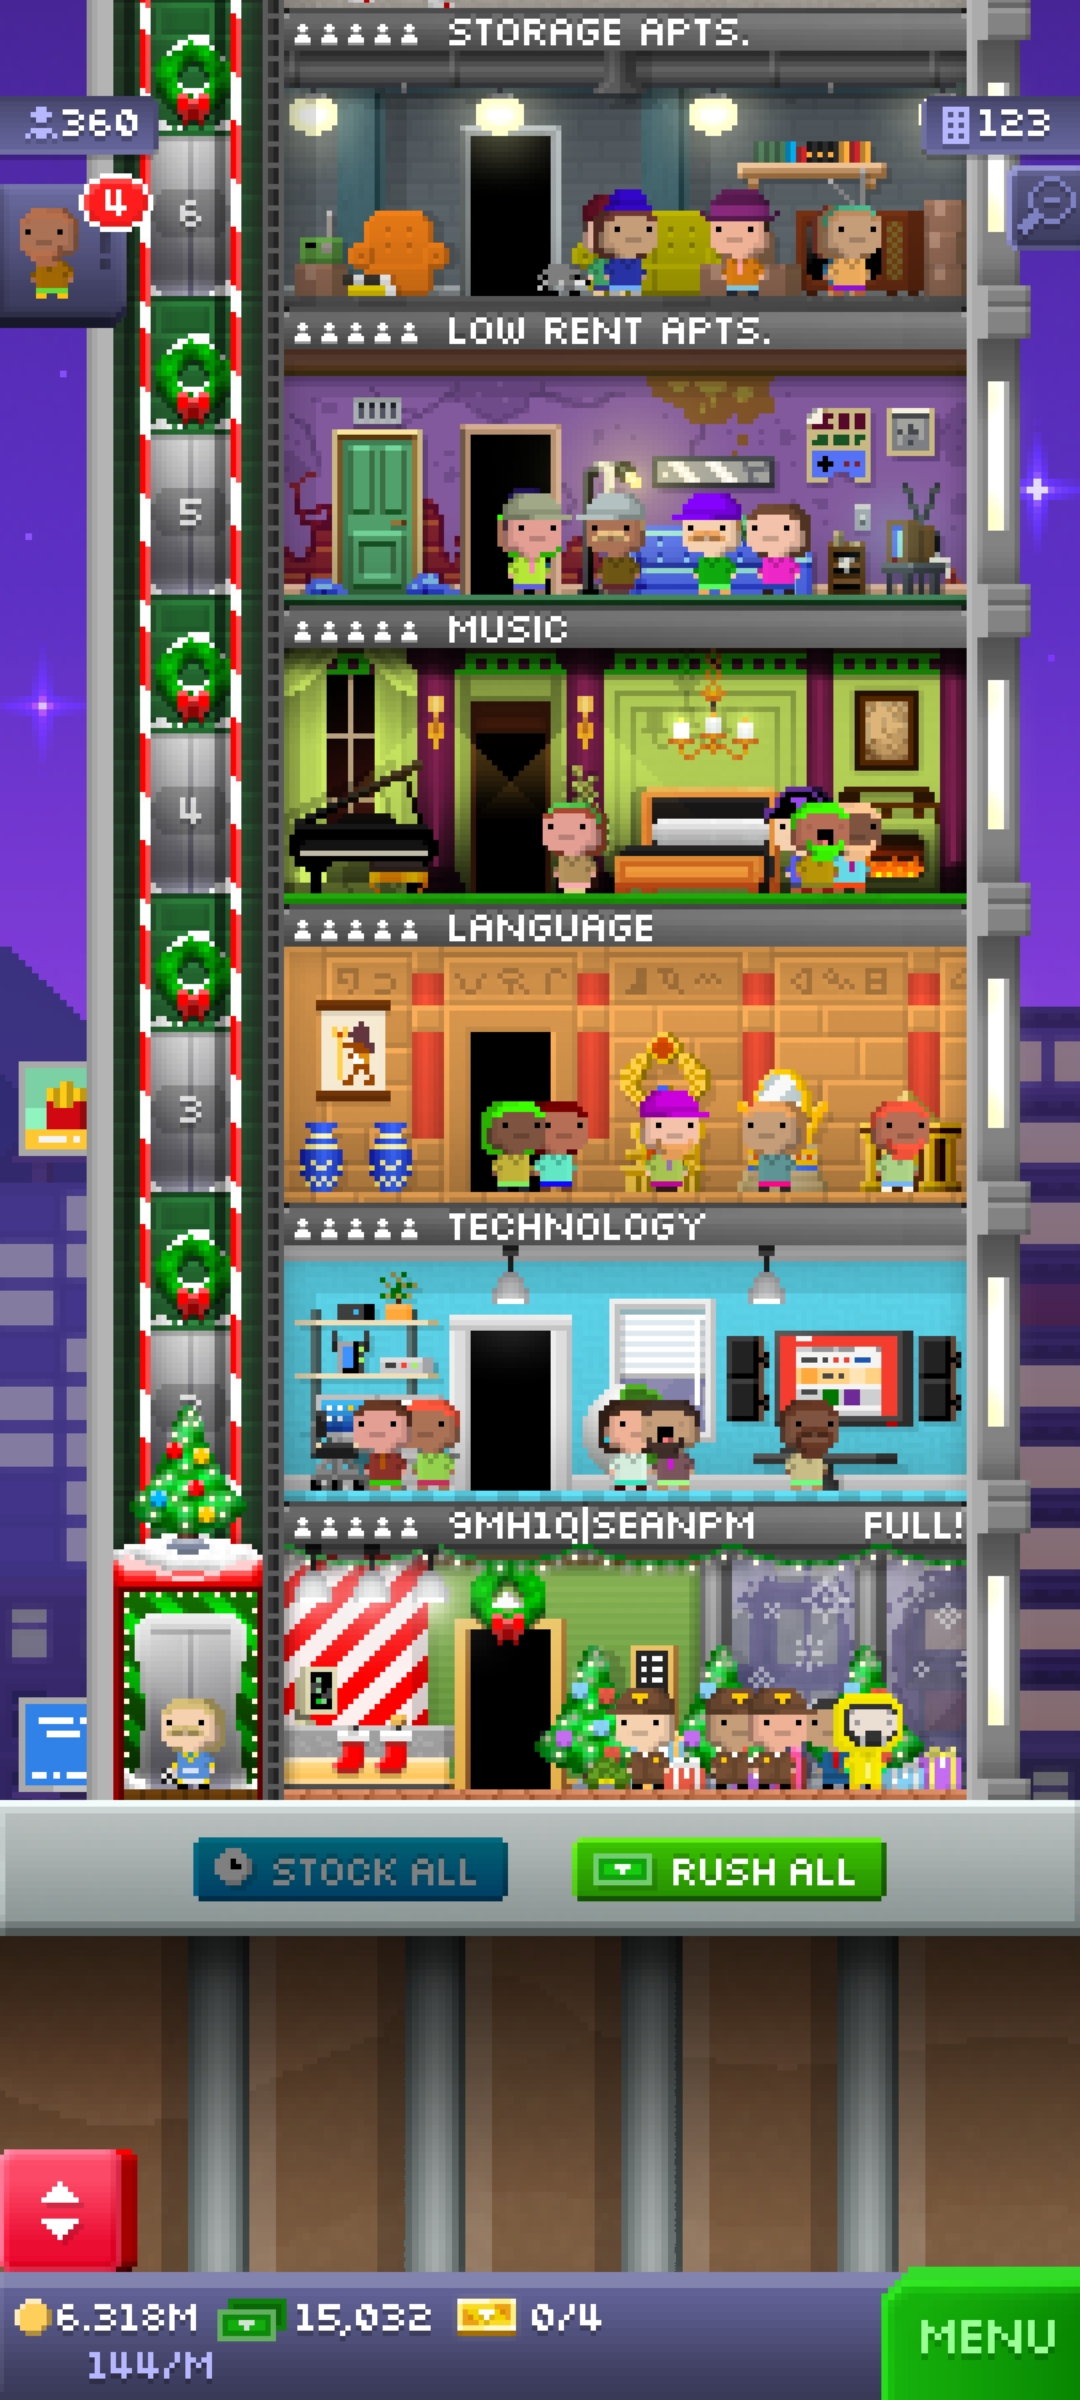 STORAGE APTS.
360
123
4
6
LOW RENT APTS.
5
MUSIC
4
LANGUAGE
3
TECHNOLOGY
9MH1Q|SEANPM FULL!
STOCK ALL
RUSH ALL
6.318M 15,032 0/4
144/M
MENU